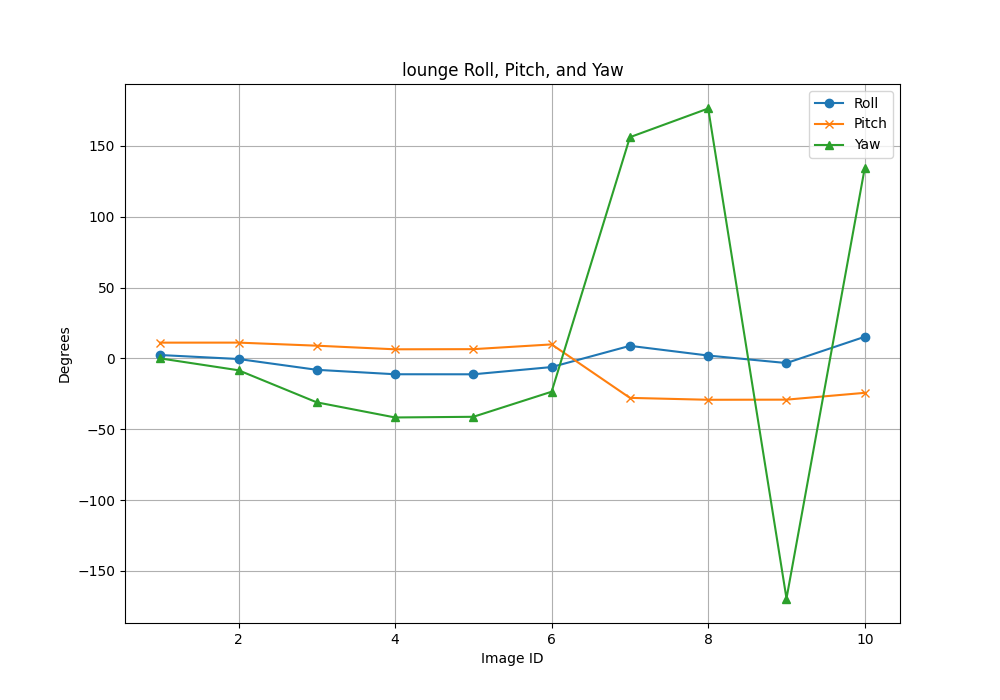 lounge Roll, Pitch, and Yaw
Roll
Pitch
Yaw
150
100
50
0
−50
−100
−150
Degrees
2 4 6 8 10
Image ID